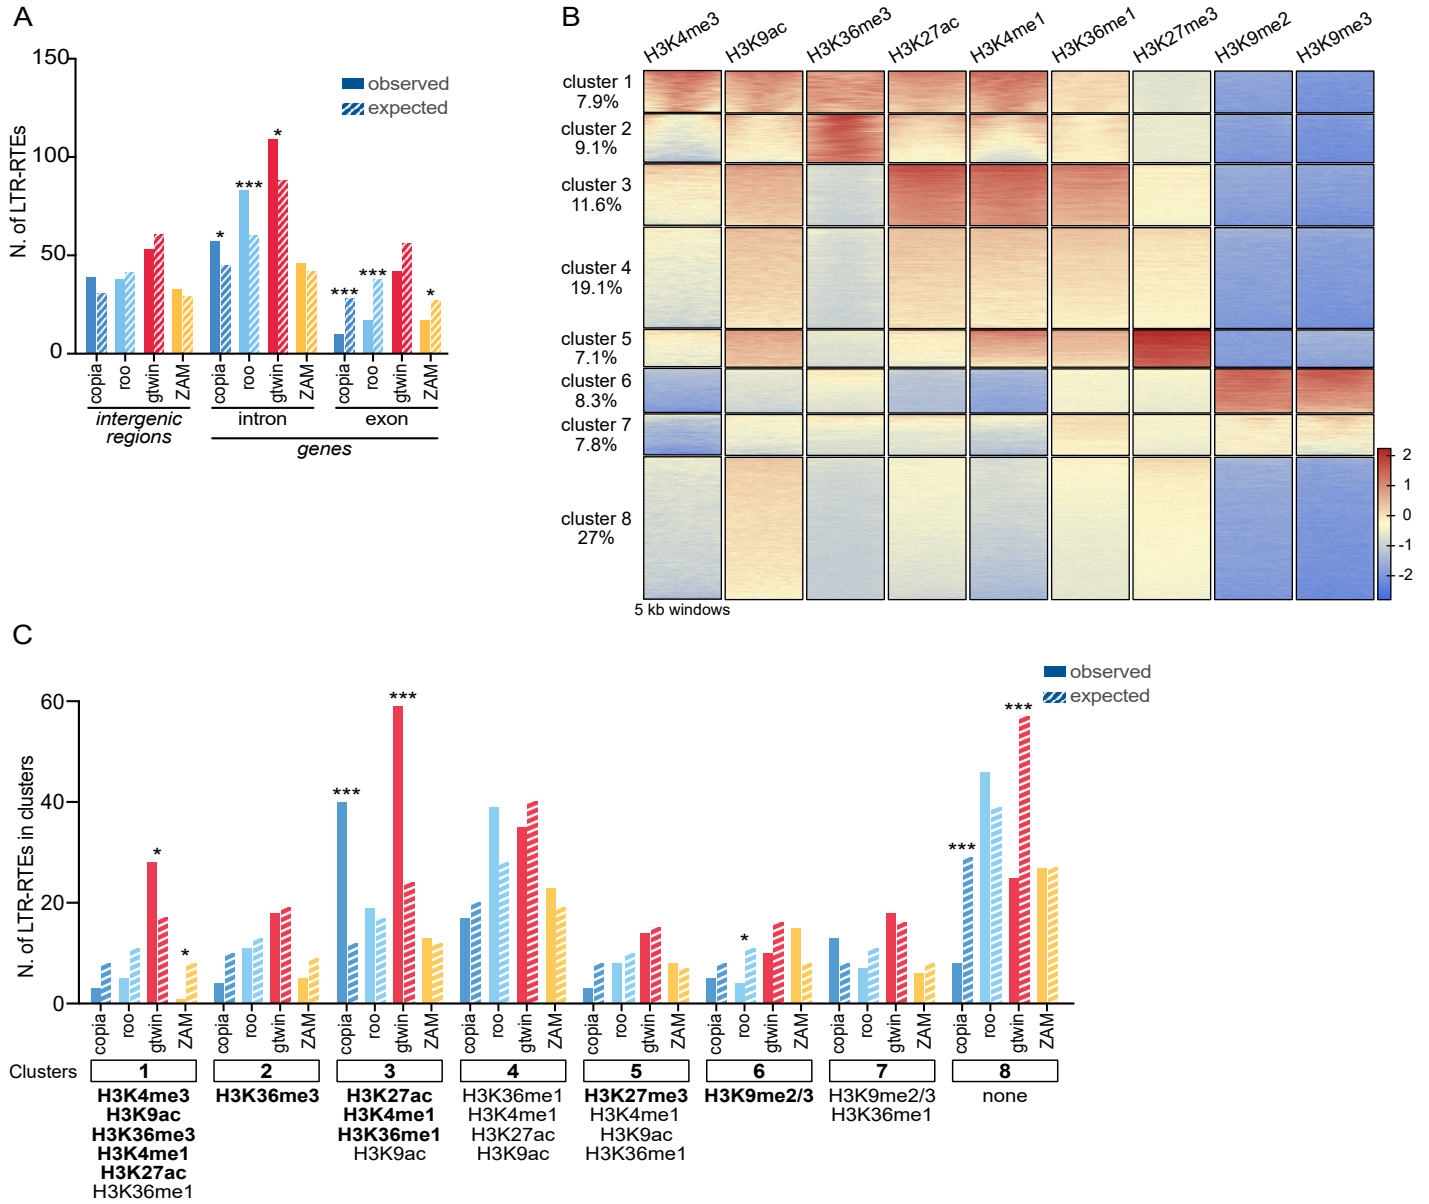 A
150
100
50
0
N. of LTR-RTEs
observed
expected
*
***
*
***
***
*
copia
roo
gtwin
ZAM
copia
roo
gtwin
ZAM
copia
roo
gtwin
ZAM
intergenic
regions
intron
exon
genes
B
H3K4me3
H3K9ac
H3K36me3
H3K27ac
H3K4me1
H3K36me1
H3K27me3
H3K9me2
H3K9me3
cluster 1
7.9%
cluster 2
9.1%
cluster 3
11.6%
cluster 4
19.1%
cluster 5
7.1%
cluster 6
8.3%
cluster 7
7.8%
cluster 8
27%
5 kb windows
2
1
0
-1
-2
C
observed
expected
60
40
20
0
N. of LTR-RTEs in clusters
*
*
***
***
*
***
***
copia
roo
gtwin
ZAM
copia
roo
gtwin
ZAM
copia
roo
gtwin
ZAM
copia
roo
gtwin
ZAM
copia
roo
gtwin
ZAM
copia
roo
gtwin
ZAM
copia
roo
gtwin
ZAM
copia
roo
gtwin
ZAM
Clusters
1
H3K4me3
H3K9ac
H3K36me3
H3K4me1
H3K27ac
H3K36me1
2
H3K36me3
3
H3K27ac
H3K4me1
H3K36me1
H3K9ac
4
H3K36me1
H3K4me1
H3K27ac
H3K9ac
5
H3K27me3
H3K4me1
H3K9ac
H3K36me1
6
H3K9me2/3
7
H3K9me2/3
H3K36me1
8
none